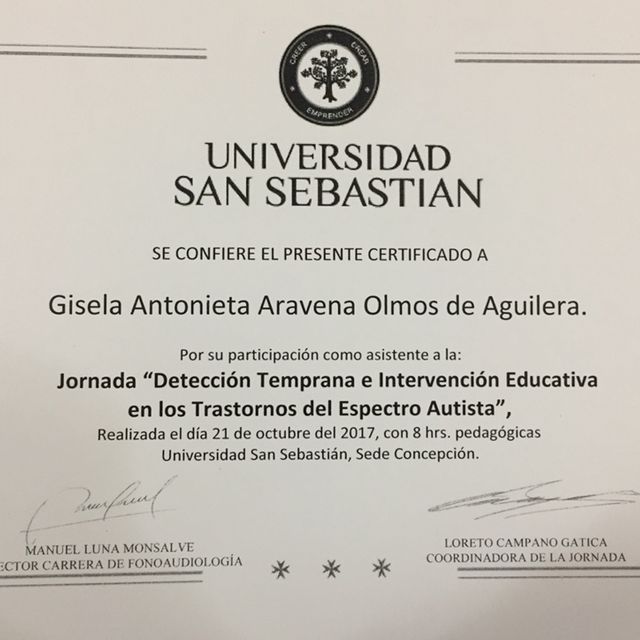 CREER CREAR
EMPRENDER
UNIVERSIDAD
SAN SEBASTIAN
SE CONFIERE EL PRESENTE CERTIFICADO A
Gisela Antonieta Aravena Olmos de Aguilera.
Por su participación como asistente a la:
Jornada “Detección Temprana e Intervención Educativa
en los Trastornos del Espectro Autista”,
Realizada el día 21 de octubre del 2017, con 8 hrs. pedagógicas
Universidad San Sebastián, Sede Concepción.
MANUEL LUNA MONSALVE
ECTOR CARRERA DE FONOAUDIOLOGÍA
LORETO CAMPANO GATICA
COORDINADORA DE LA JORNADA